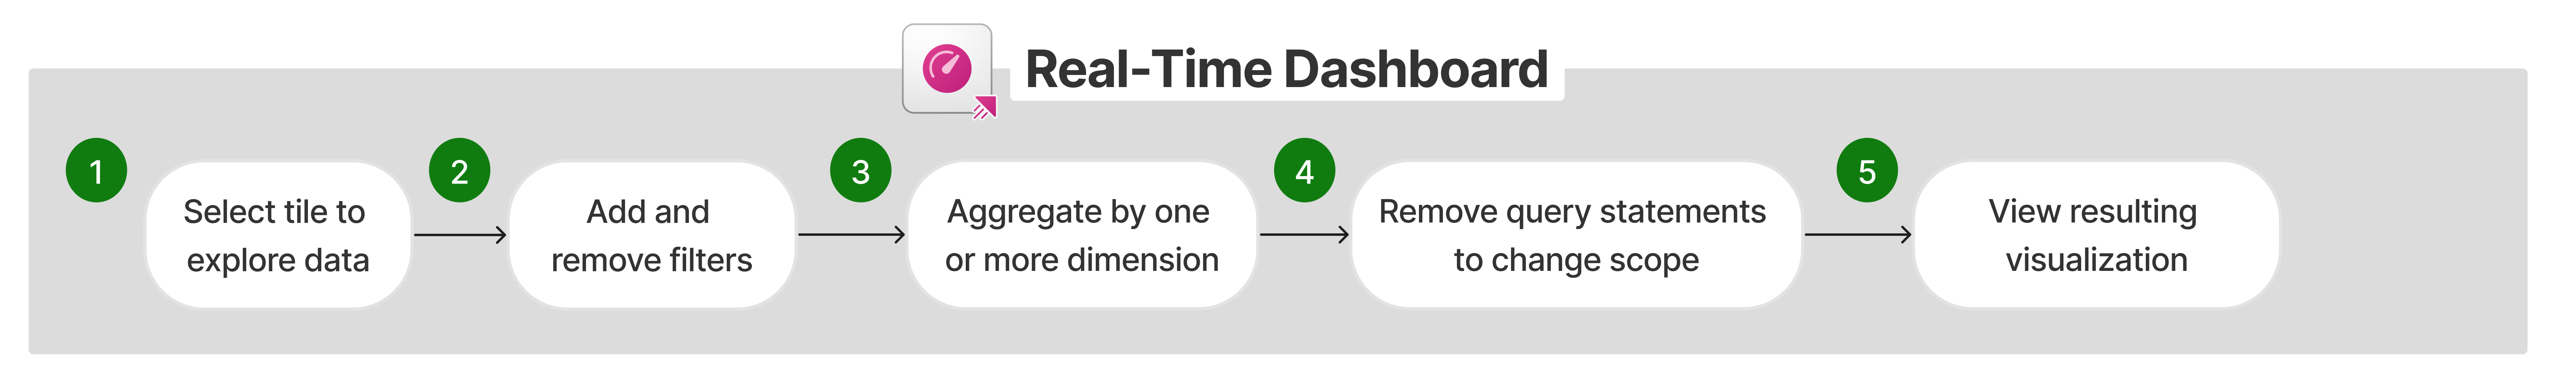 Real-Time Dashboard
1
Select tile to
explore data
2
Add and
remove filters
3
Aggregate by one
or more dimension
4
Remove query statements
to change scope
5
View resulting
visualization